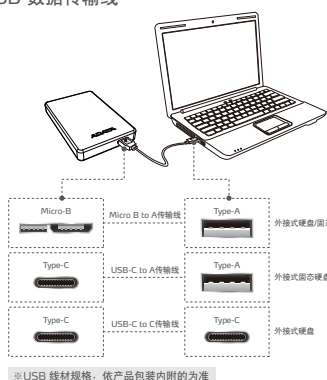 SB 数据传输线
ADATA
Micro-B
Micro B to A传输线
Type-A
外接式硬盘/固态
Type-C
USB-C to A传输线
Type-A
外接式固态硬盘
Type-C
USB-C to C传输线
Type-C
外接式硬盘
※USB 线材规格，依产品包装内附的为准